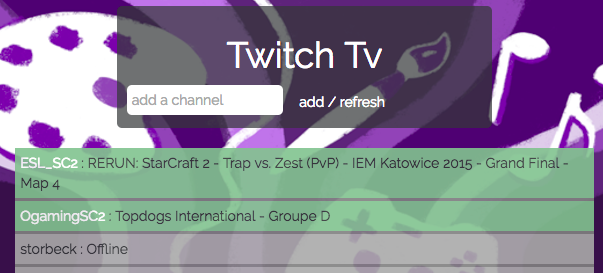 Twitch Tv
add a channel
add / refresh
ESL_SC2 : RERUN: StarCraft 2 - Trap vs. Zest (PvP) - IEM Katowice 2015 - Grand Final -
Map 4
OgamingSC2 : Topdogs International - Groupe D
storbeck : Offline